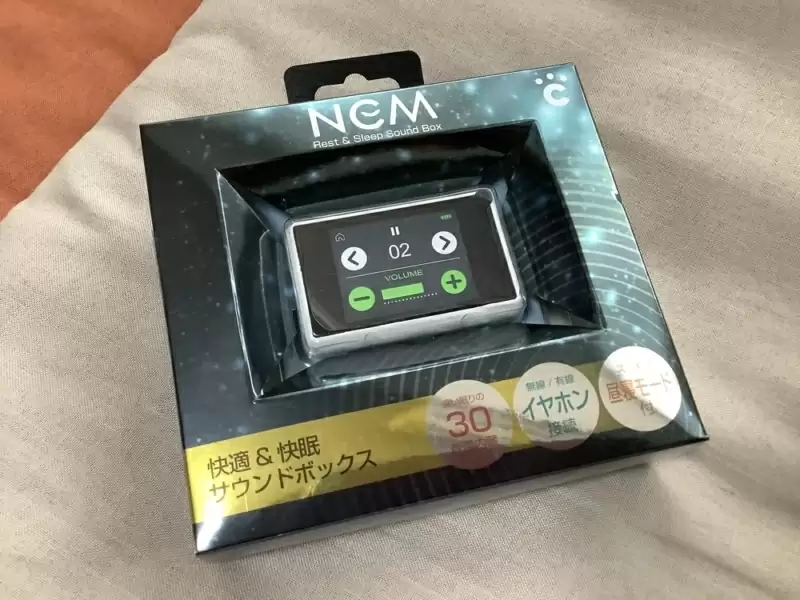 NEM
Rest & Sleep Sound Box
C
02
VOLUME
30
無線 / 有線
イヤホン
接続
昼寝モード
付
快適 & 快眠
サウンドボックス